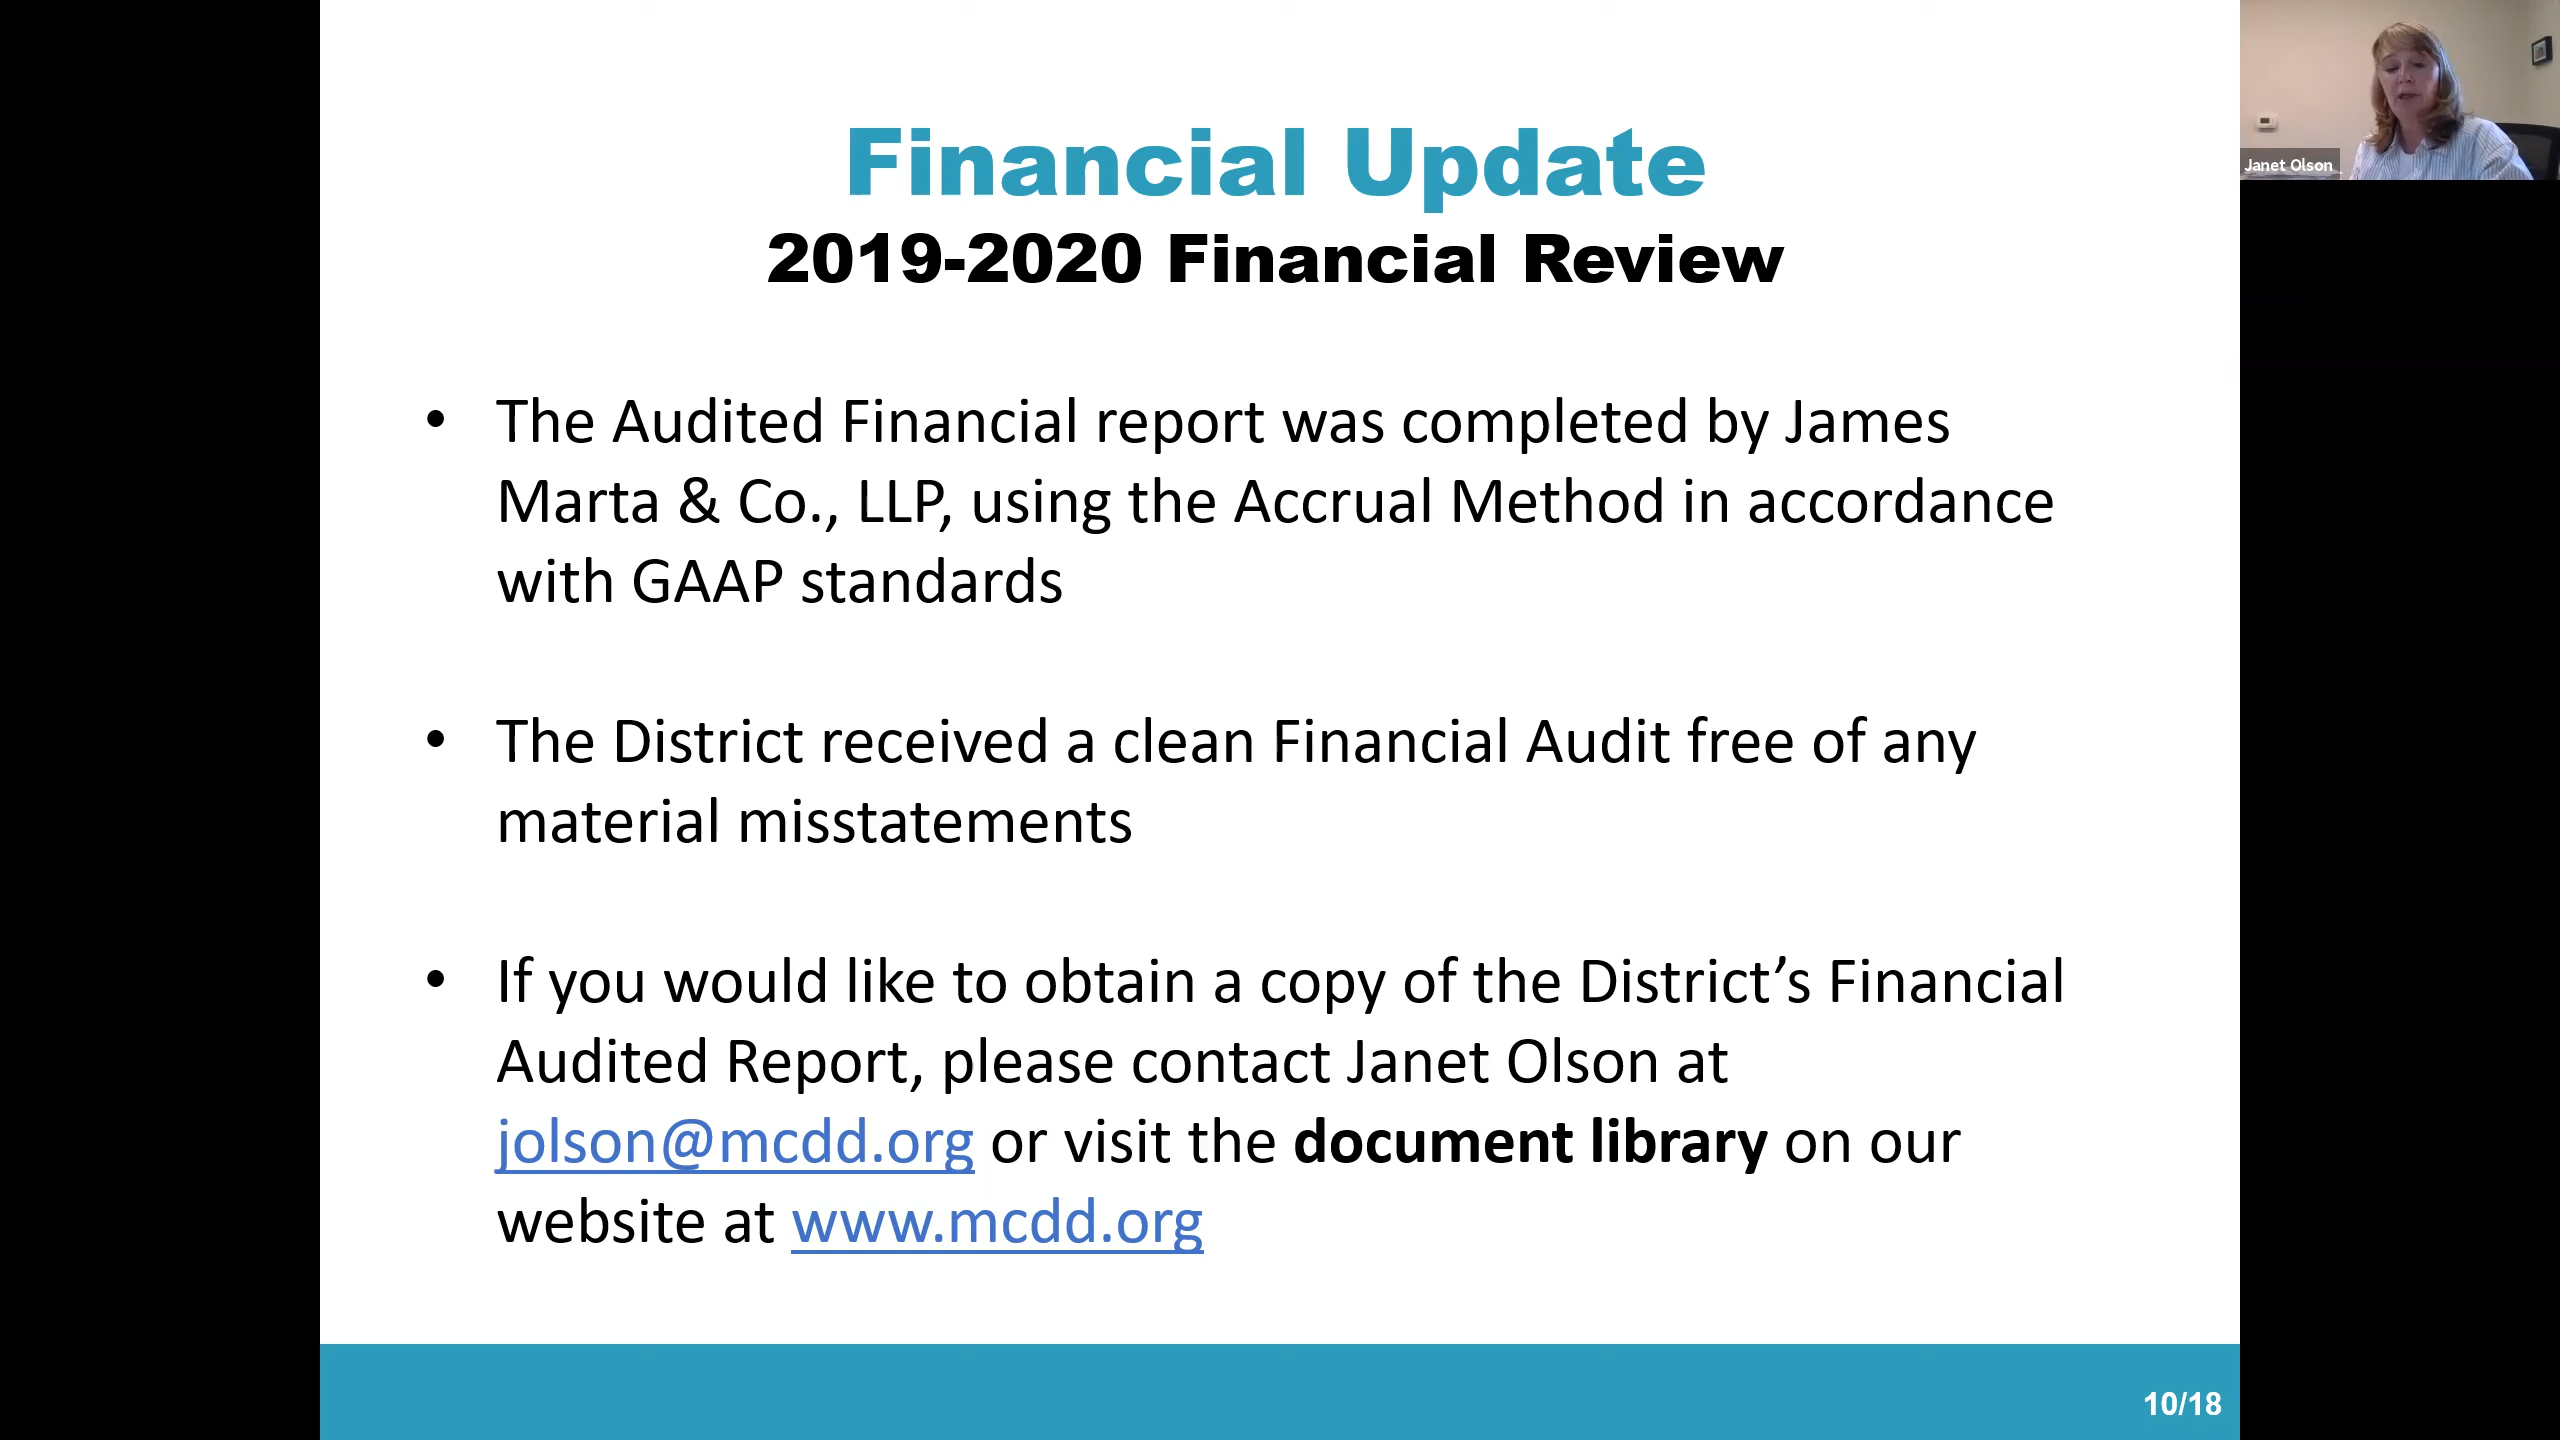 Financial Update
2019-2020 Financial Review
• The Audited Financial report was completed by James
Marta & Co., LLP, using the Accrual Method in accordance
with GAAP standards
• The District received a clean Financial Audit free of any
material misstatements
• If you would like to obtain a copy of the District’s Financial
Audited Report, please contact Janet Olson at
jolson@mcdd.org or visit the document library on our
website at www.mcdd.org
10/18
Janet Olson